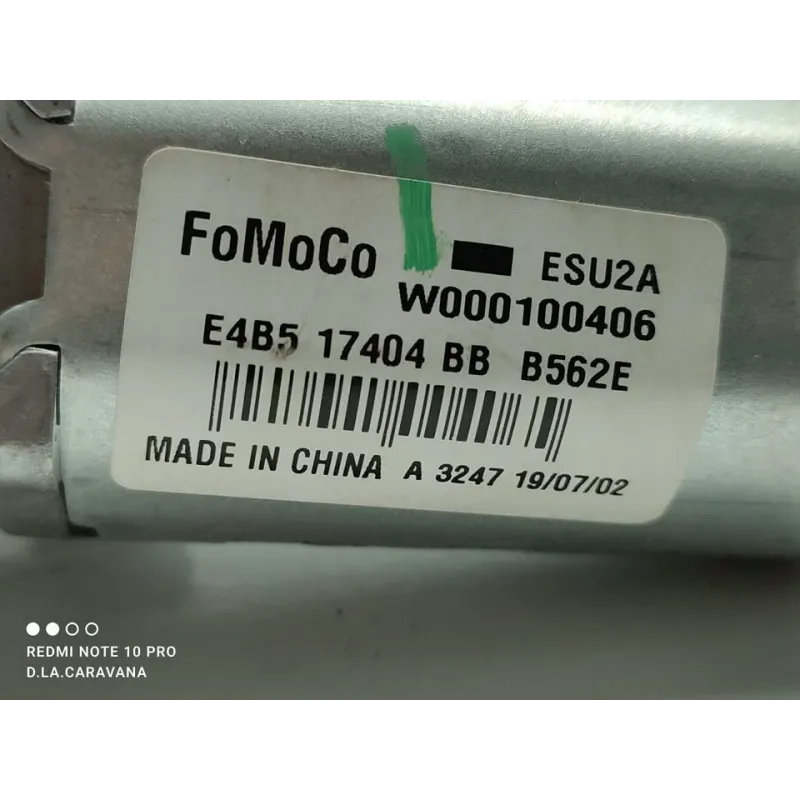 FoMoCo ESU2A
W000100406
E4B5 17404 BB B562E
MADE IN CHINA A 3247 19/07/02
REDMI NOTE 10 PRO
D.LA.CARAVANA